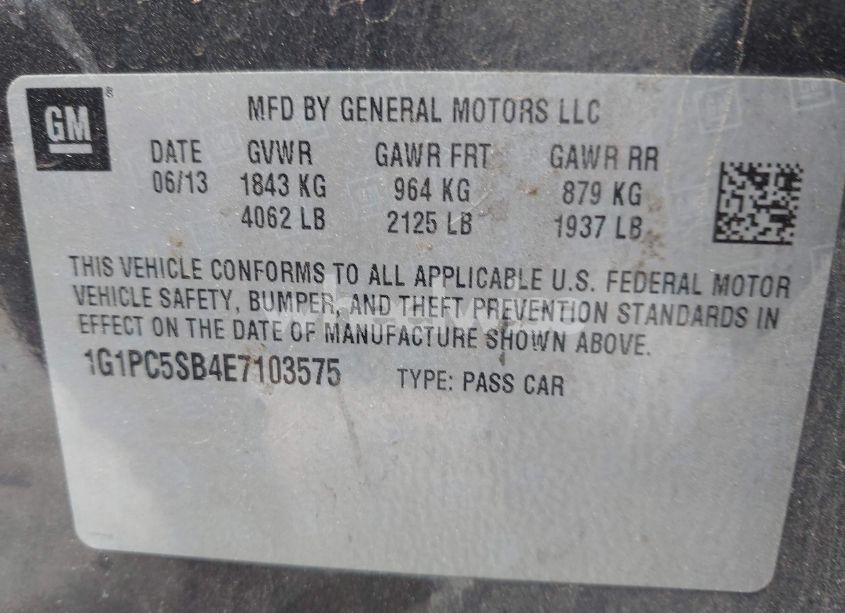 GM ®
MFD BY GENERAL MOTORS LLC
DATE GVWR GAWR FRT GAWR RR
06/13 1843 KG 964 KG 879 KG
4062 LB 2125 LB 1937 LB
THIS VEHICLE CONFORMS TO ALL APPLICABLE U.S. FEDERAL MOTOR
VEHICLE SAFETY, BUMPER, AND THEFT PREVENTION STANDARDS IN
EFFECT ON THE DATE OF MANUFACTURE SHOWN ABOVE.
1G1PC5SB4E7103575 TYPE: PASS CAR